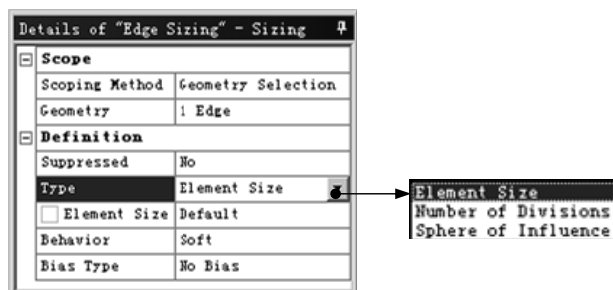 Details of "Edge Sizing" - Sizing
Scope
Scoping Method Geometry Selection
Geometry 1 Edge
Definition
Suppressed No
Type Element Size
Element Size Default
Behavior Soft
Bias Type No Bias
Element Size
Number of Divisions
Sphere of Influence